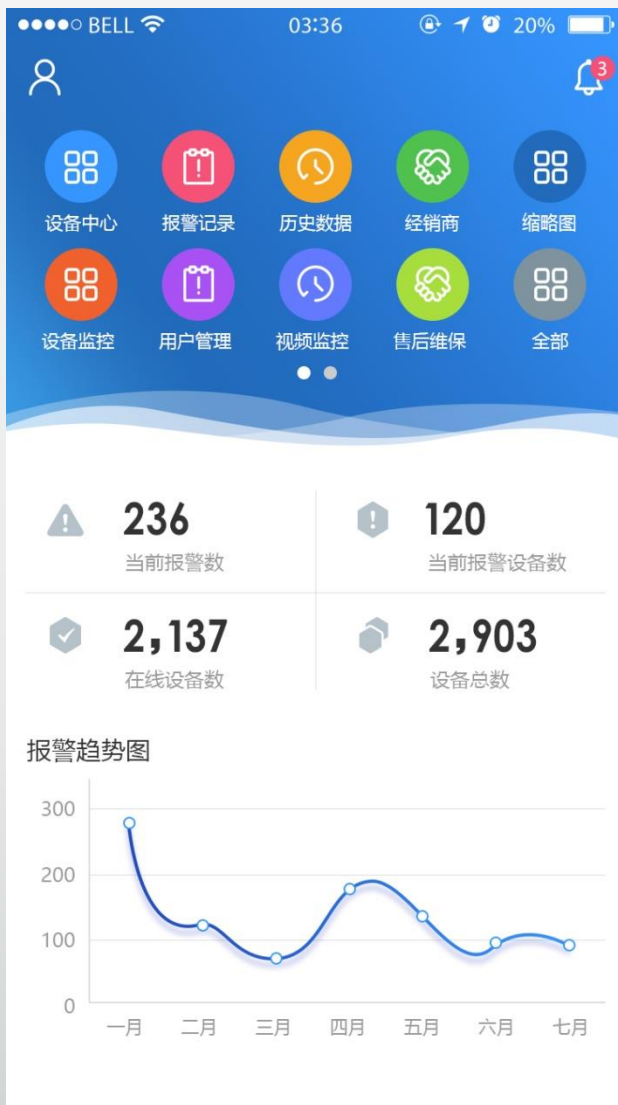 BELL 03:36 20%
3
设备中心 报警记录 历史数据 经销商 缩略图
设备监控 用户管理 视频监控 售后维保 全部
236 120
当前报警数 当前报警设备数
2,137 2,903
在线设备数 设备总数
报警趋势图
300
200
100
0
一月 二月 三月 四月 五月 六月 七月